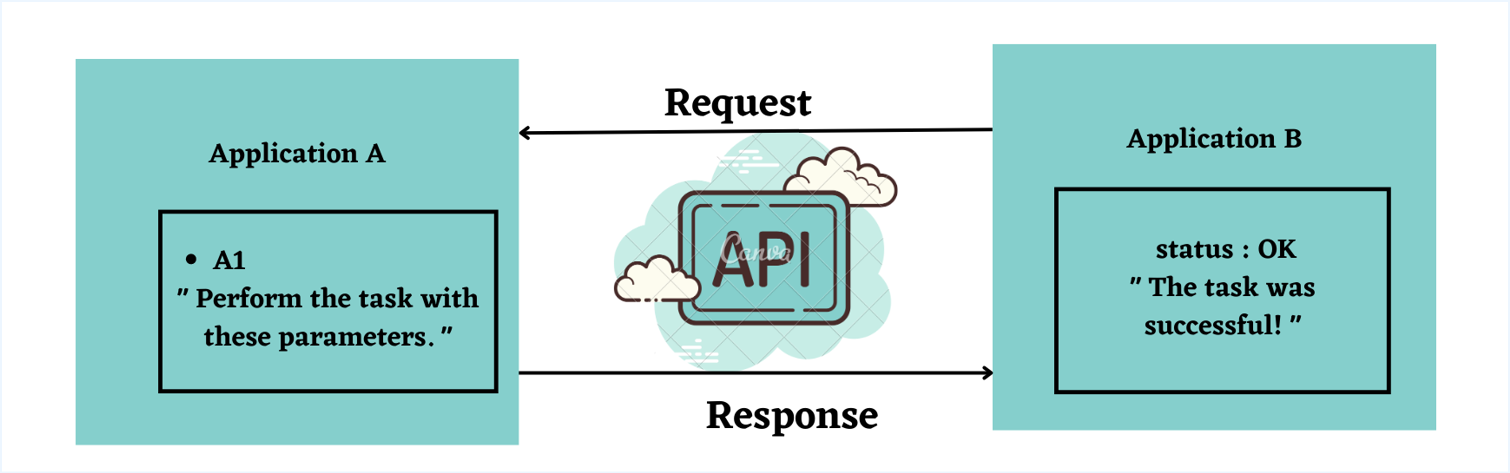 Request
Application A
Application B
• A1
" Perform the task with
these parameters. "
API
Canva
status : OK
" The task was
successful! "
Response